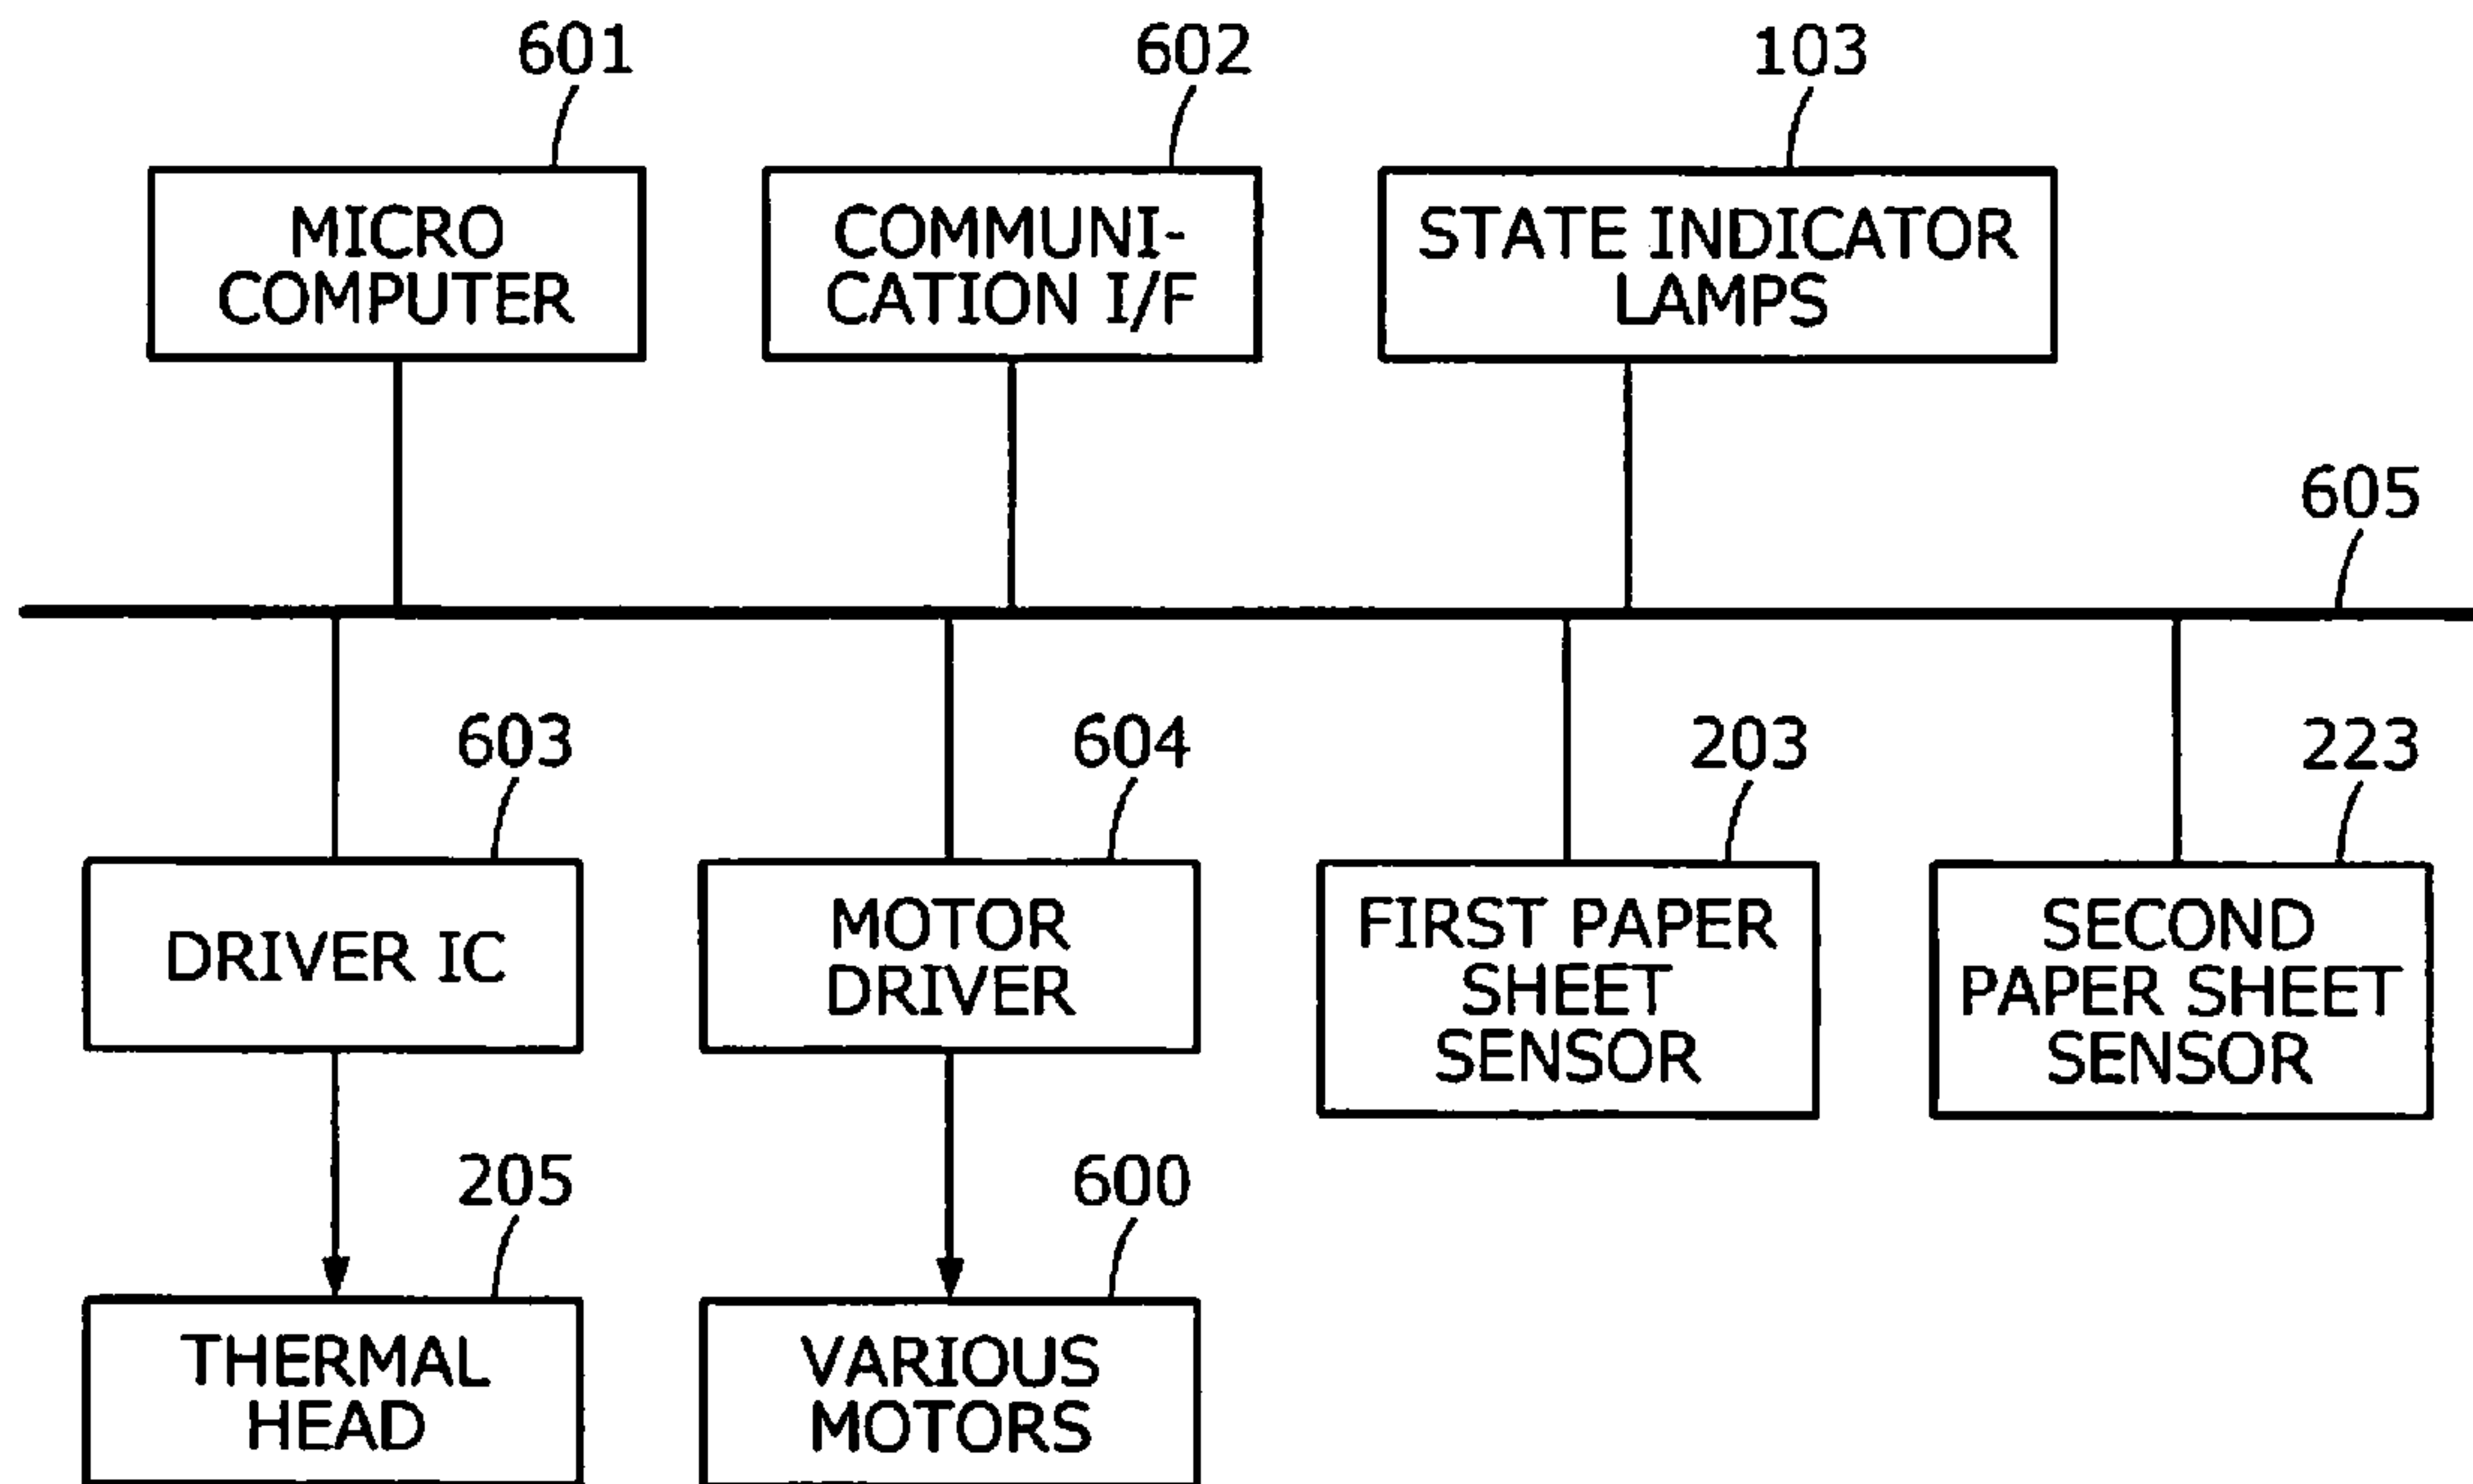 601
602
103
MICRO
COMPUTER
COMMUNI-
CATION I/F
STATE INDICATOR
LAMPS
605
603
604
203
223
DRIVER IC
MOTOR
DRIVER
FIRST PAPER
SHEET
SENSOR
SECOND
PAPER SHEET
SENSOR
205
600
THERMAL
HEAD
VARIOUS
MOTORS